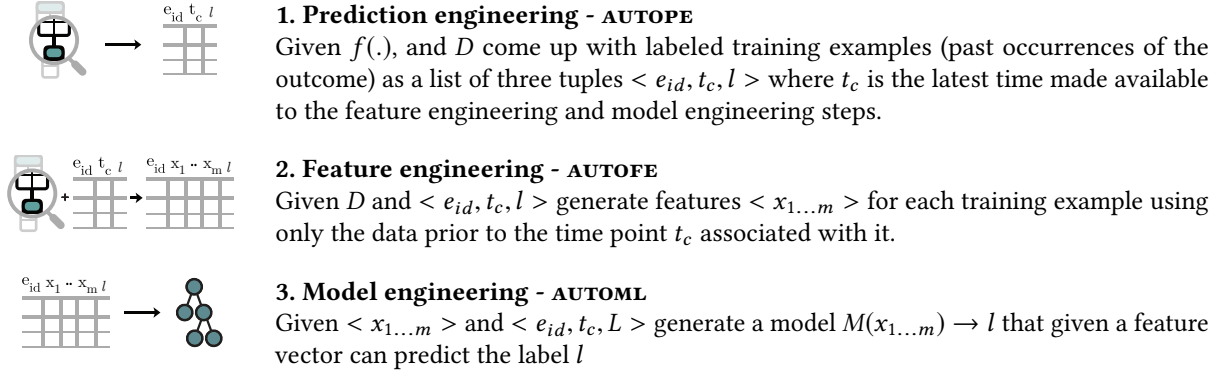 e_id t_c l
1. Prediction engineering - AUTOPE
Given f(.), and D come up with labeled training examples (past occurrences of the
outcome) as a list of three tuples < e_id, t_c, l > where t_c is the latest time made available
to the feature engineering and model engineering steps.
e_id t_c l
e_id x_1 ·· x_m l
+
2. Feature engineering - AUTOFE
Given D and < e_id, t_c, l > generate features < x_1…m > for each training example using
only the data prior to the time point t_c associated with it.
e_id x_1 ·· x_m l
3. Model engineering - AUTOML
Given < x_1…m > and < e_id, t_c, L > generate a model M(x_1…m) → l that given a feature
vector can predict the label l